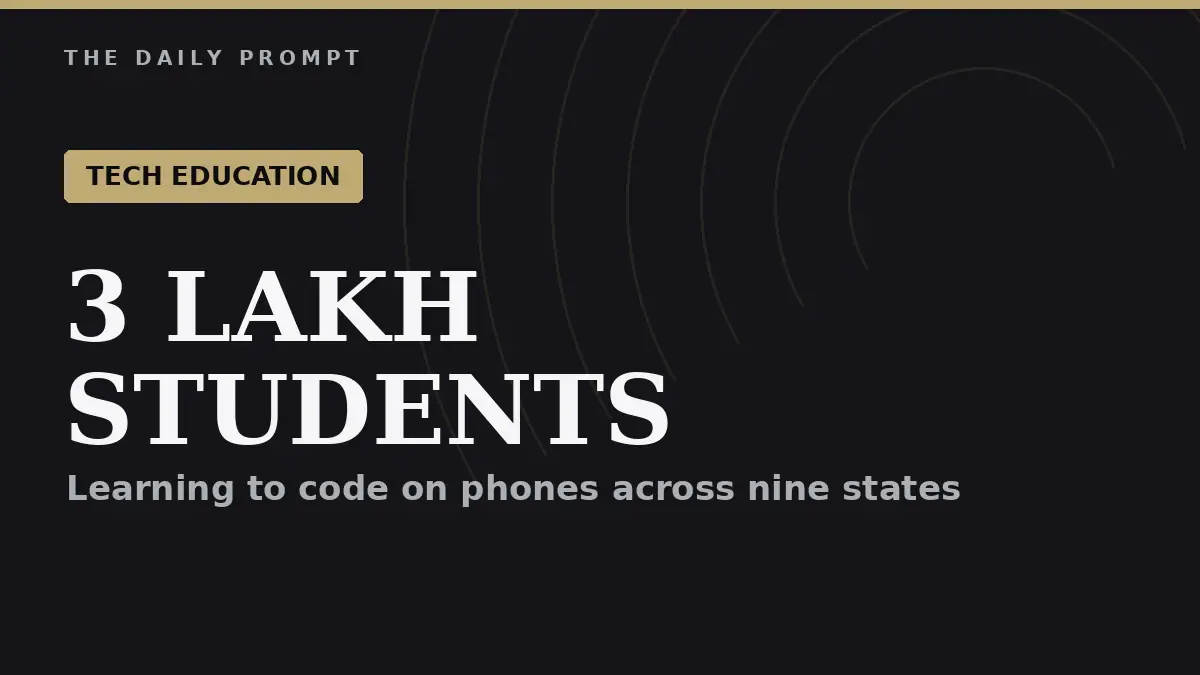 THE DAILY PROMPT
TECH EDUCATION
3 LAKH
STUDENTS
Learning to code on phones across nine states